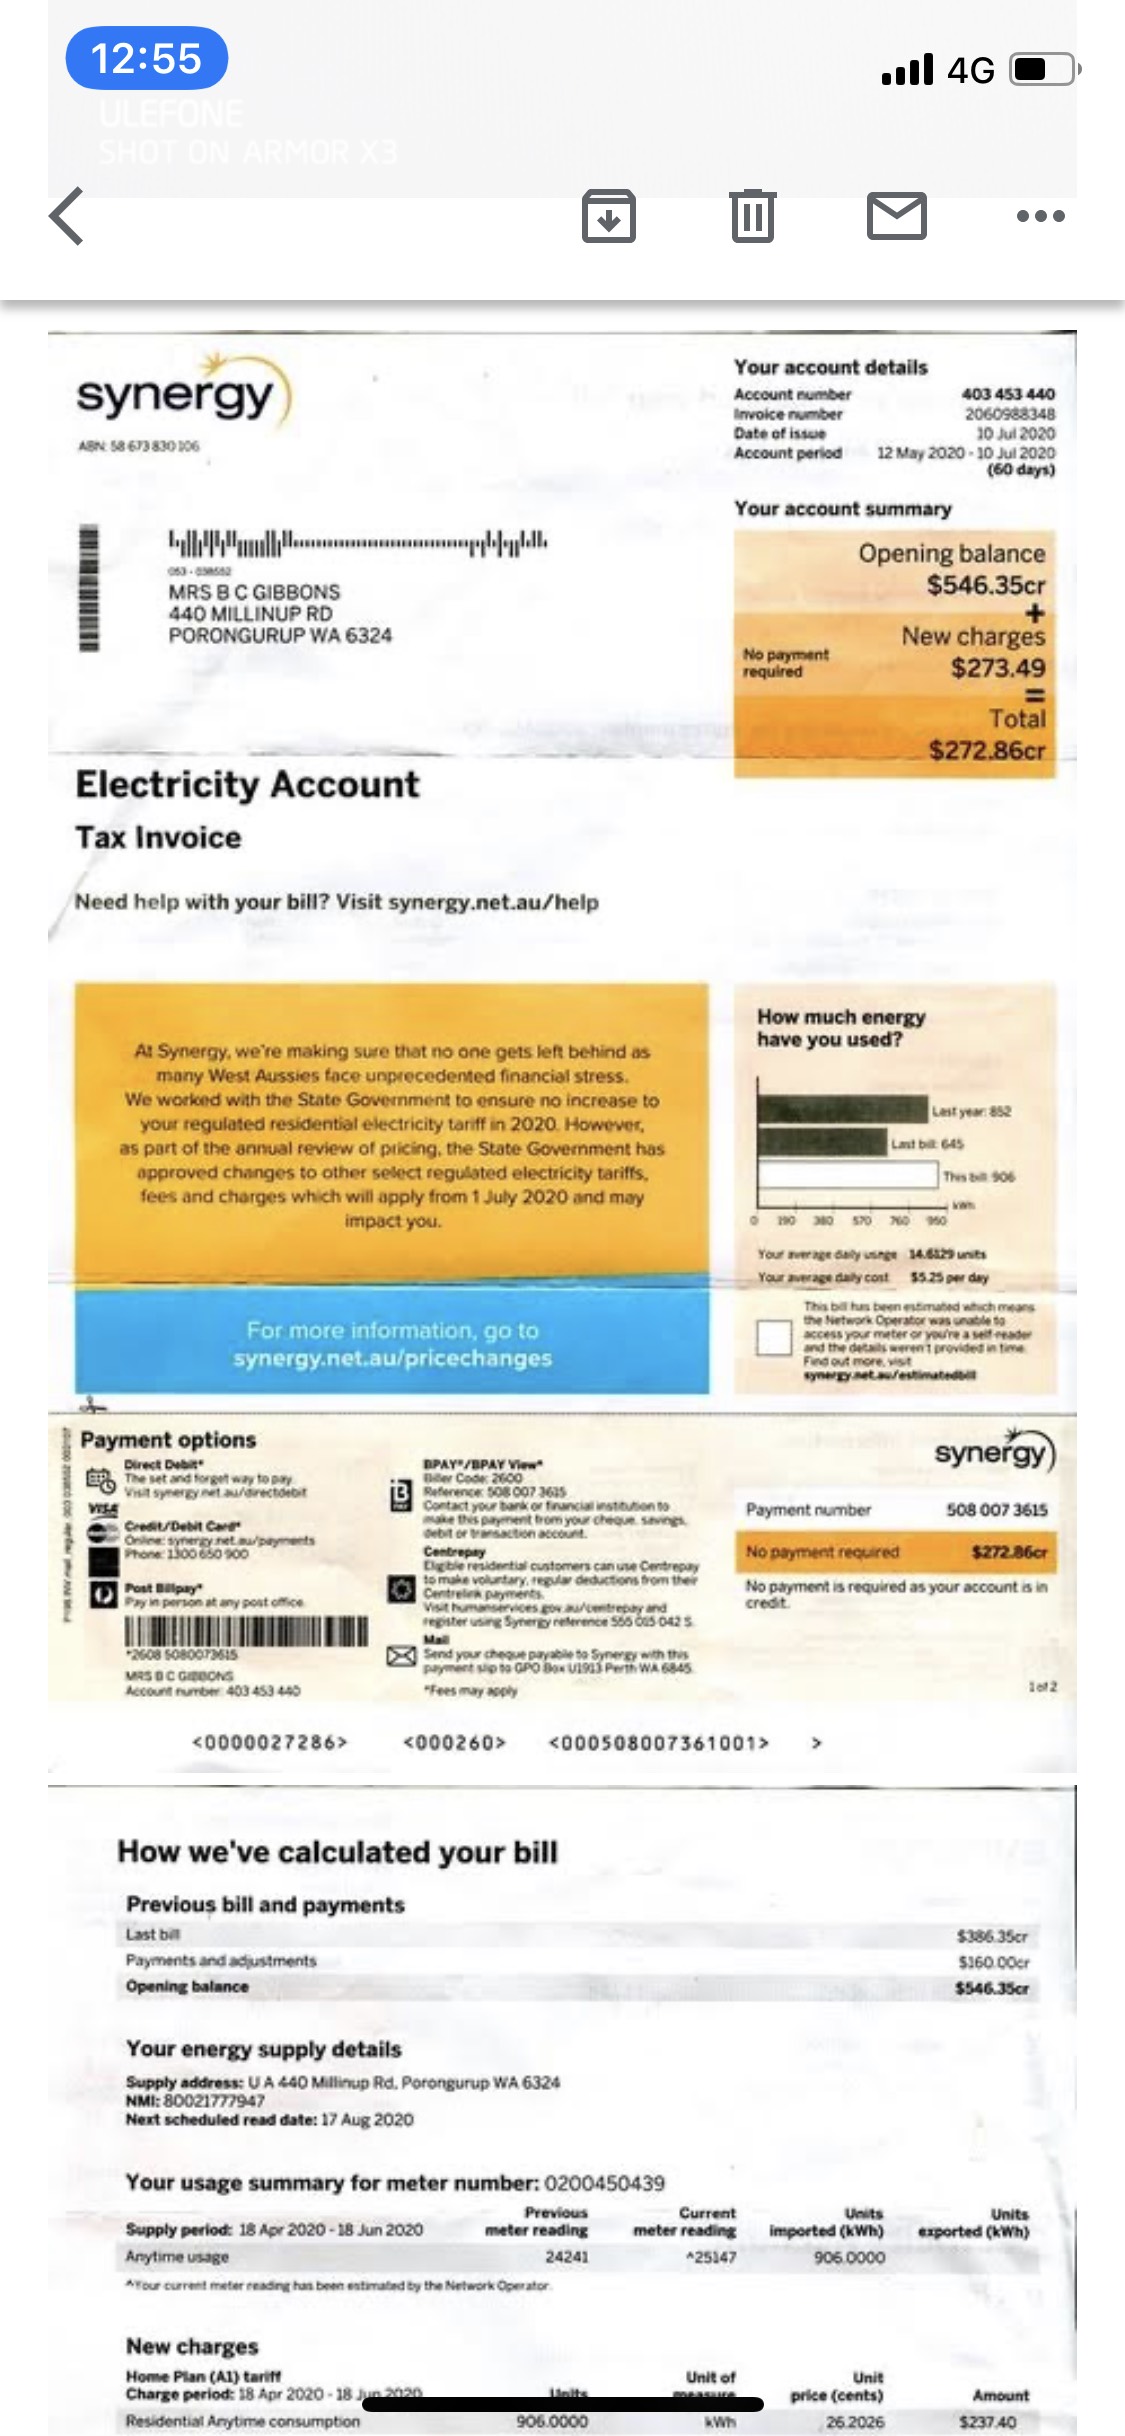 12:55
4G
ULEFONE
SHOT ON ARMOR X3
synergy
ABN: 58 673 830 106
Your account details
Account number 403 453 440
Invoice number 2060988348
Date of issue 10 Jul 2020
Account period 12 May 2020 - 10 Jul 2020
(60 days)
053 - 038552
MRS B C GIBBONS
440 MILLINUP RD
PORONGURUP WA 6324
Your account summary
Opening balance
$546.35cr
+
New charges
$273.49
No payment
required
=
Total
$272.86cr
Electricity Account
Tax Invoice
Need help with your bill? Visit synergy.net.au/help
At Synergy, we're making sure that no one gets left behind as
many West Aussies face unprecedented financial stress.
We worked with the State Government to ensure no increase to
your regulated residential electricity tariff in 2020. However,
as part of the annual review of pricing, the State Government has
approved changes to other select regulated electricity tariffs,
fees and charges which will apply from 1 July 2020 and may
impact you.
For more information, go to
synergy.net.au/pricechanges
How much energy
have you used?
Last year: 852
Last bill: 645
This bill: 906
kWh
0 190 380 570 760 950
Your average daily usage 14.6129 units
Your average daily cost $5.25 per day
This bill has been estimated which means
the Network Operator was unable to
access your meter or you're a self-reader
and the details weren't provided in time.
Find out more, visit
synergy.net.au/estimatedbill
Payment options
Direct Debit*
The set and forget way to pay.
Visit synergy.net.au/directdebit
VISA
Credit/Debit Card*
Online: synergy.net.au/payments
Phone: 1300 650 900
Post Billpay*
Pay in person at any post office.
*2608 5080073615
MRS B C GIBBONS
Account number: 403 453 440
BPAY*/BPAY View*
Biller Code: 2600
Reference: 508 007 3615
Contact your bank or financial institution to
make this payment from your cheque, savings,
debit or transaction account.
Centrepay
Eligible residential customers can use Centrepay
to make voluntary, regular deductions from their
Centrelink payments.
Visit humanservices.gov.au/centrepay and
register using Synergy reference 555 015 042 S.
Mail
Send your cheque payable to Synergy with this
payment slip to GPO Box U1913 Perth WA 6845.
*Fees may apply
synergy
Payment number 508 007 3615
No payment required $272.86cr
No payment is required as your account is in
credit.
1 of 2
<0000027286> <000260> <000508007361001> >
How we've calculated your bill
Previous bill and payments
Last bill $386.35cr
Payments and adjustments $160.00cr
Opening balance $546.35cr
Your energy supply details
Supply address: U A 440 Millinup Rd, Porongurup WA 6324
NMI: 80021777947
Next scheduled read date: 17 Aug 2020
Your usage summary for meter number: 0200450439
Previous Current Units Units
Supply period: 18 Apr 2020 - 18 Jun 2020 meter reading meter reading imported (kWh) exported (kWh)
Anytime usage 24241 ^25147 906.0000
^Your current meter reading has been estimated by the Network Operator.
New charges
Home Plan (A1) tariff Unit of Unit
Charge period: 18 Apr 2020 - 18 Jun 2020 Units measure price (cents) Amount
Residential Anytime consumption 906.0000 kWh 26.2026 $237.40